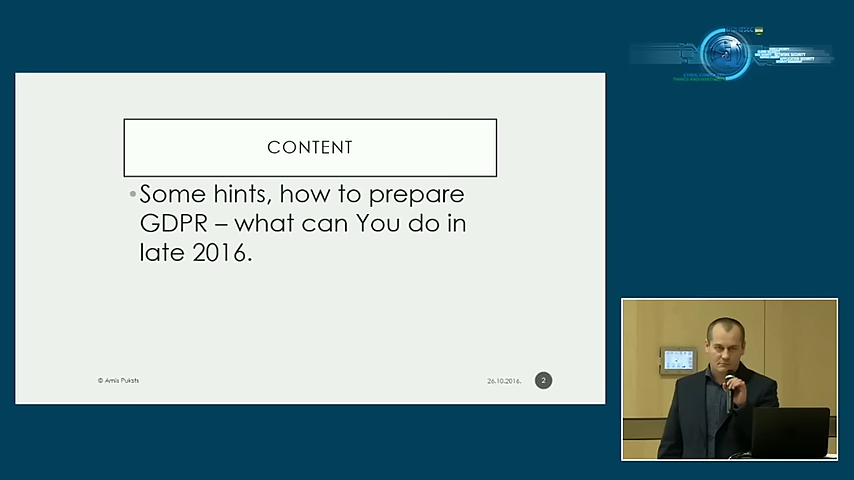 CONTENT
Some hints, how to prepare
GDPR – what can You do in
late 2016.
© Arnis Puksts
26.10.2016.
2